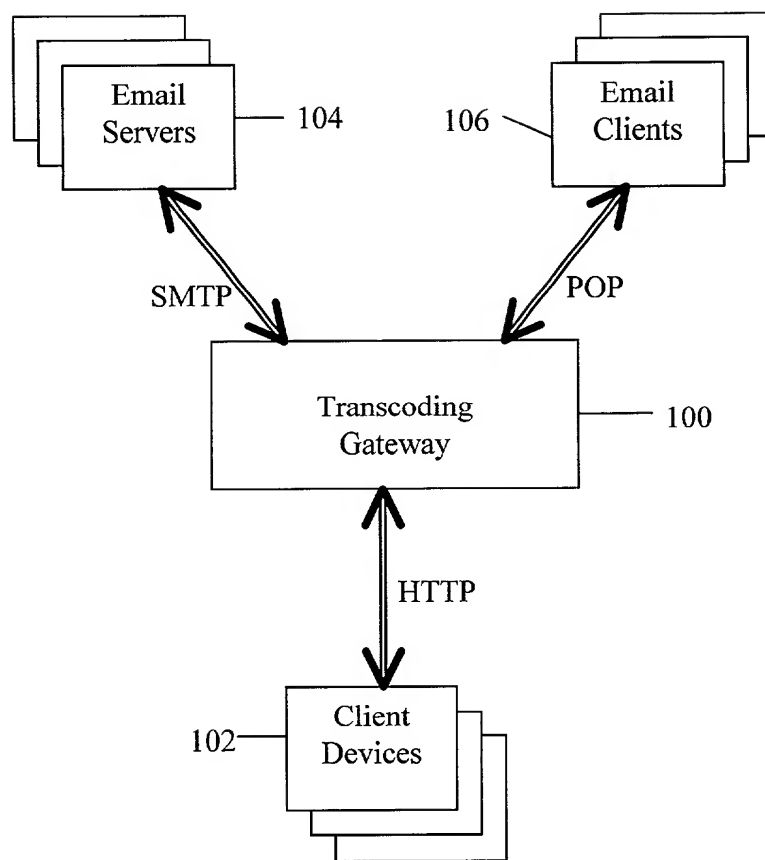 Email
Servers
104
106
Email
Clients
SMTP
POP
Transcoding
Gateway
100
HTTP
102
Client
Devices